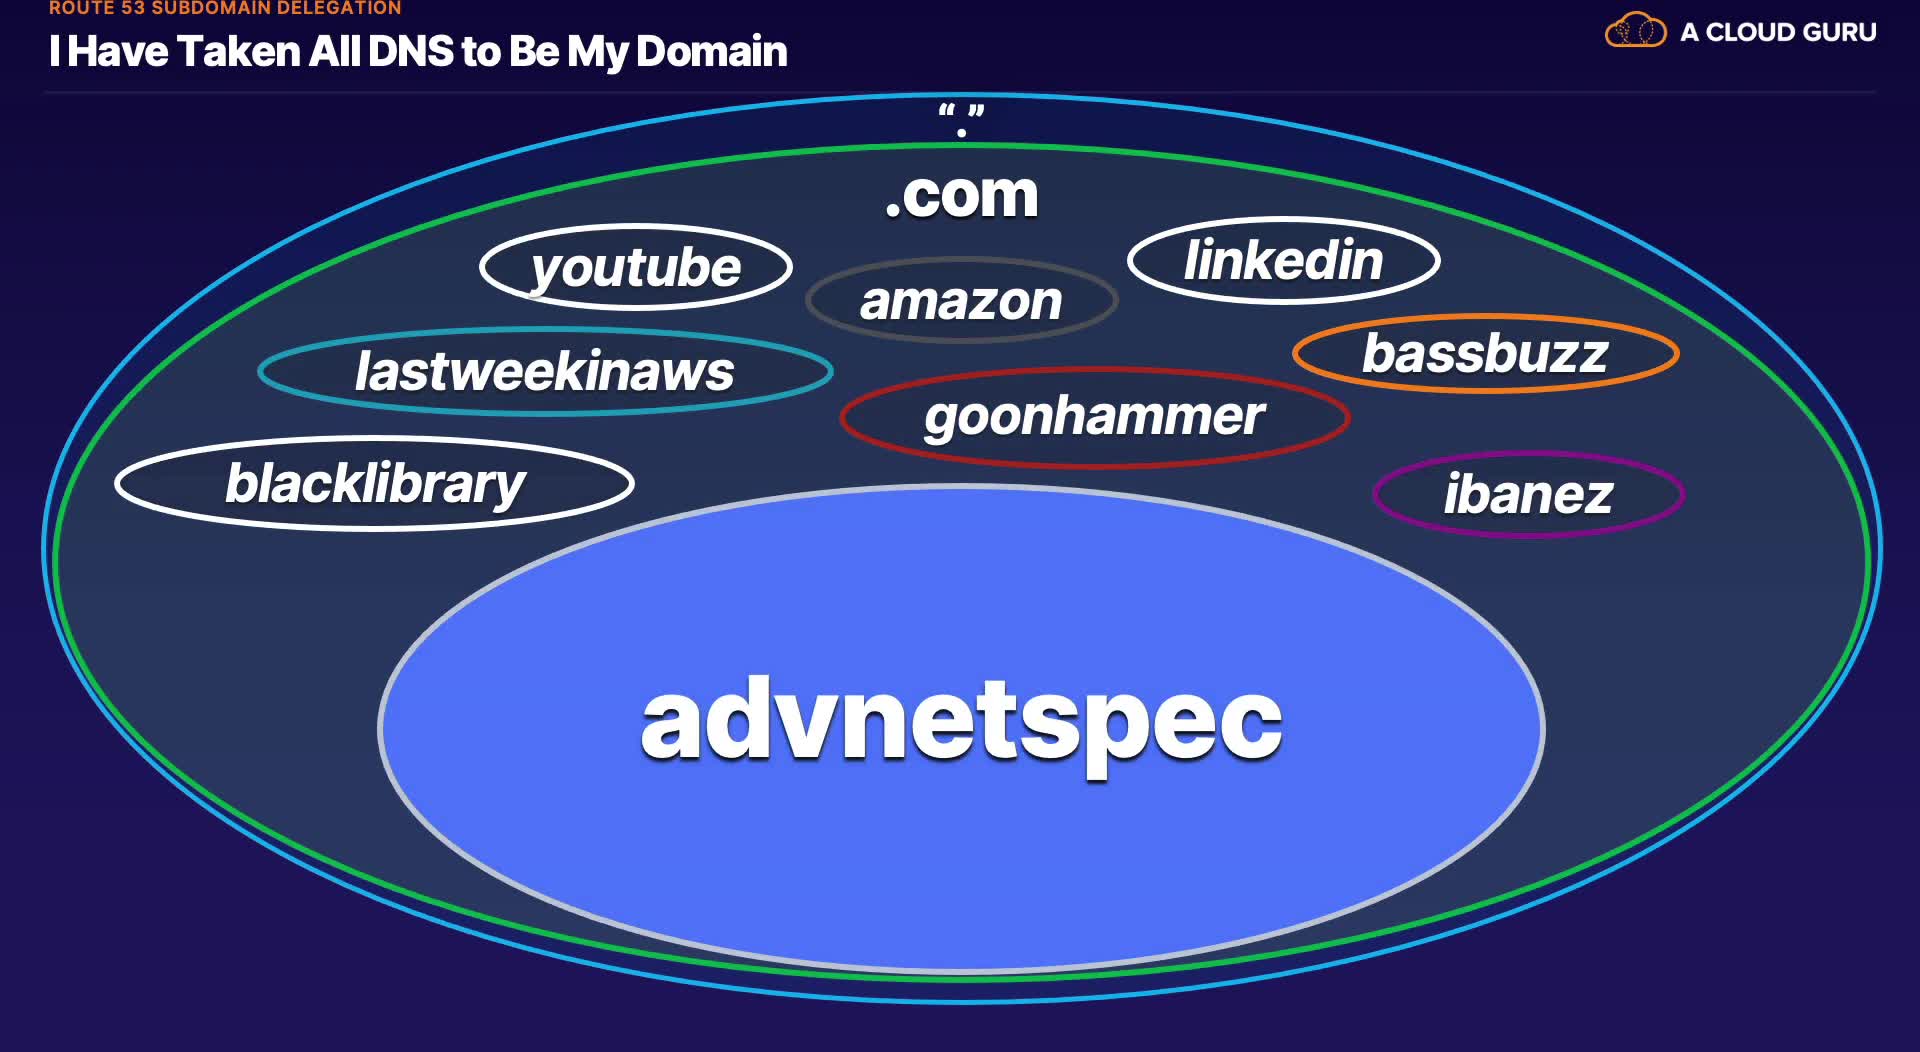 ROUTE 53 SUBDOMAIN DELEGATION
I Have Taken All DNS to Be My Domain
A CLOUD GURU
“.”
.com
youtube
amazon
linkedin
lastweekinaws
bassbuzz
goonhammer
blacklibrary
ibanez
advnetspec